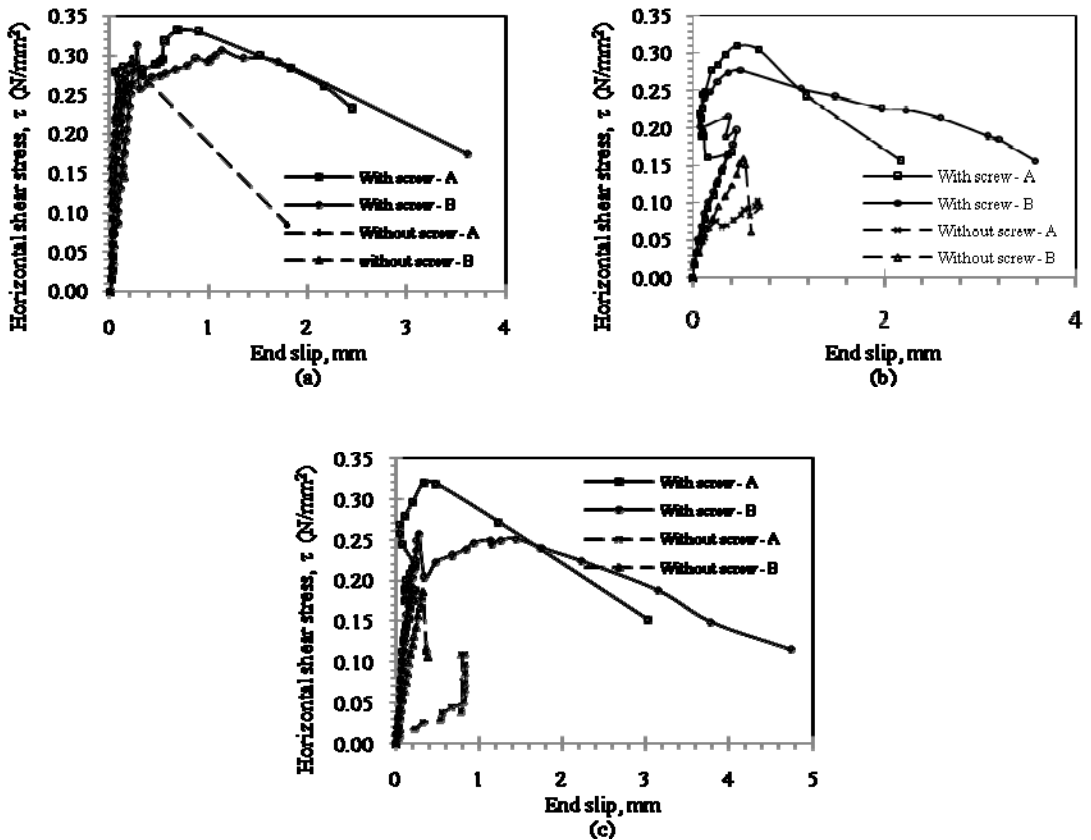 Horizontal shear stress, τ (N/mm²)
0.35
0.30
0.25
0.20
0.15
0.10
0.05
0.00
With screw - A
With screw - B
Without screw - A
without screw - B
0 1 2 3 4
End slip, mm
(a)
Horizontal shear stress, τ (N/mm²)
0.35
0.30
0.25
0.20
0.15
0.10
0.05
0.00
With screw - A
With screw - B
Without screw - A
Without screw - B
0 2 4
End slip, mm
(b)
Horizontal shear stress, τ (N/mm²)
0.35
0.30
0.25
0.20
0.15
0.10
0.05
0.00
With screw - A
With screw - B
Without screw - A
Without screw - B
0 1 2 3 4 5
End slip, mm
(c)